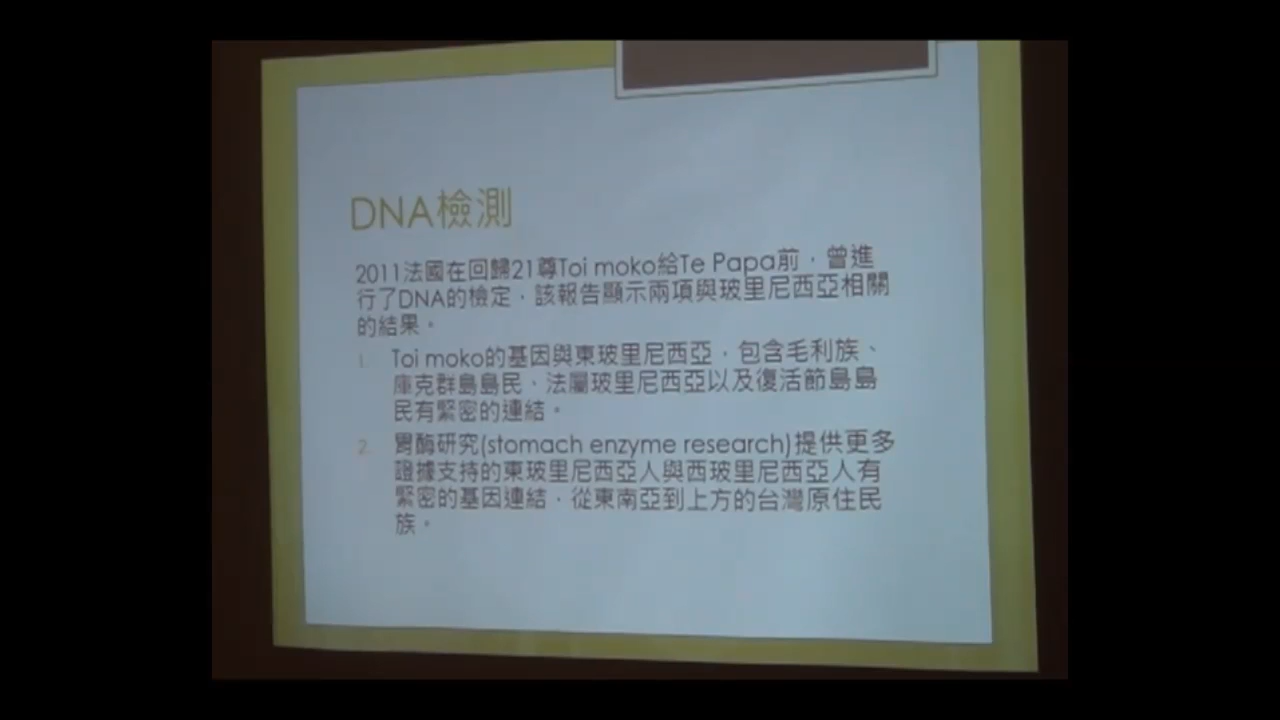 DNA檢測
2011法國在回歸21尊Toi moko給Te Papa前，曾進
行了DNA的檢定，該報告顯示兩項與玻里尼西亞相關
的結果。
1. Toi moko的基因與東玻里尼西亞，包含毛利族、
庫克群島島民、法屬玻里尼西亞以及復活節島島
民有緊密的連結。
2. 胃酶研究(stomach enzyme research)提供更多
證據支持的東玻里尼西亞人與西玻里尼西亞人有
緊密的基因連結，從東南亞到上方的台灣原住民
族。